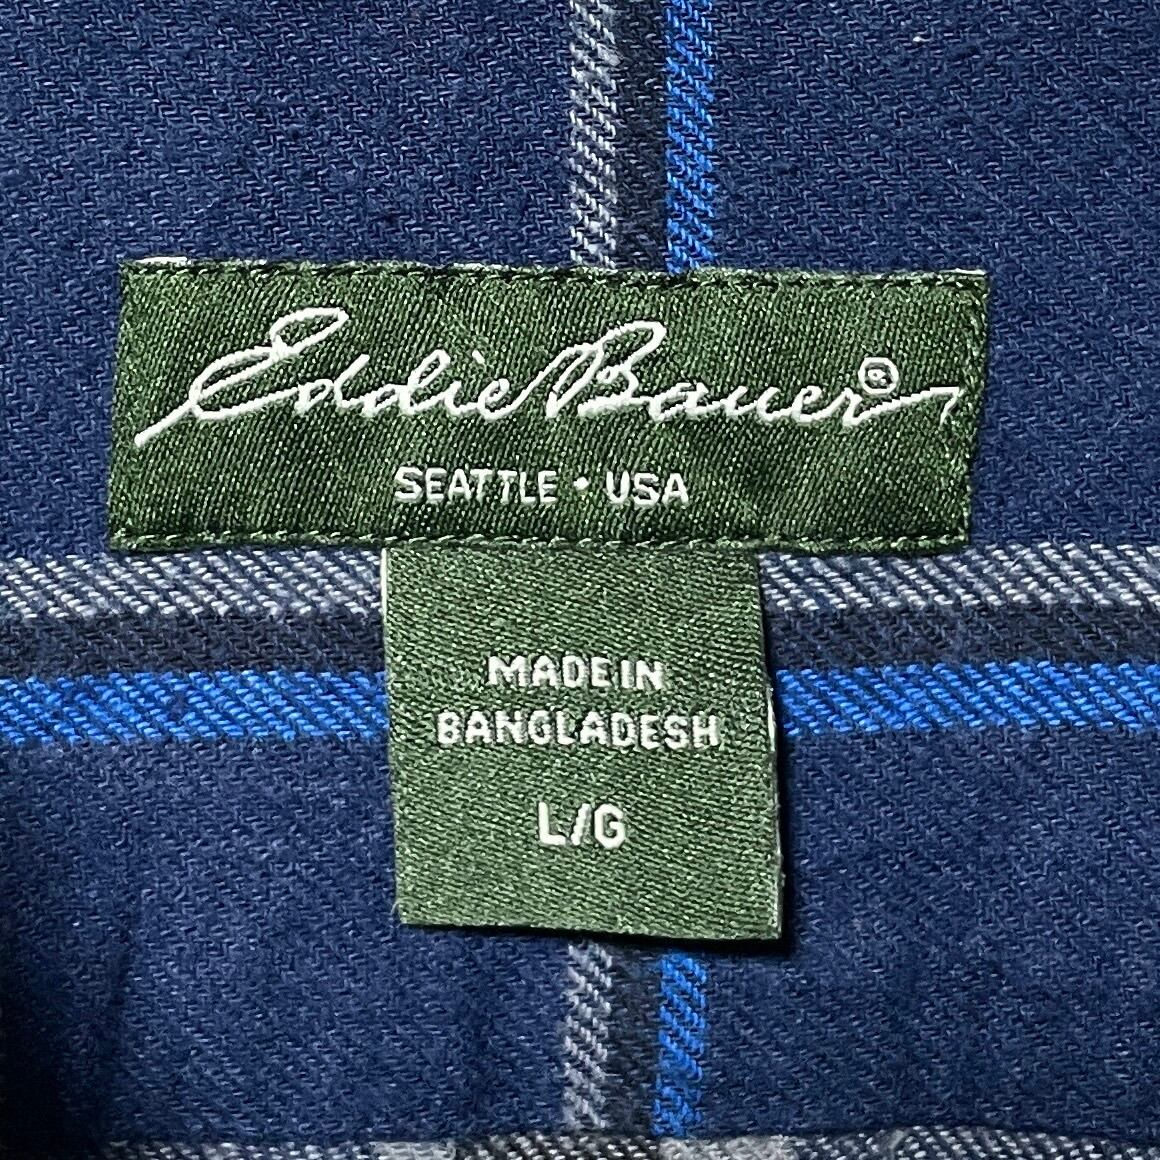 Eddie Bauer®
SEATTLE • USA
MADE IN
BANGLADESH
L/G